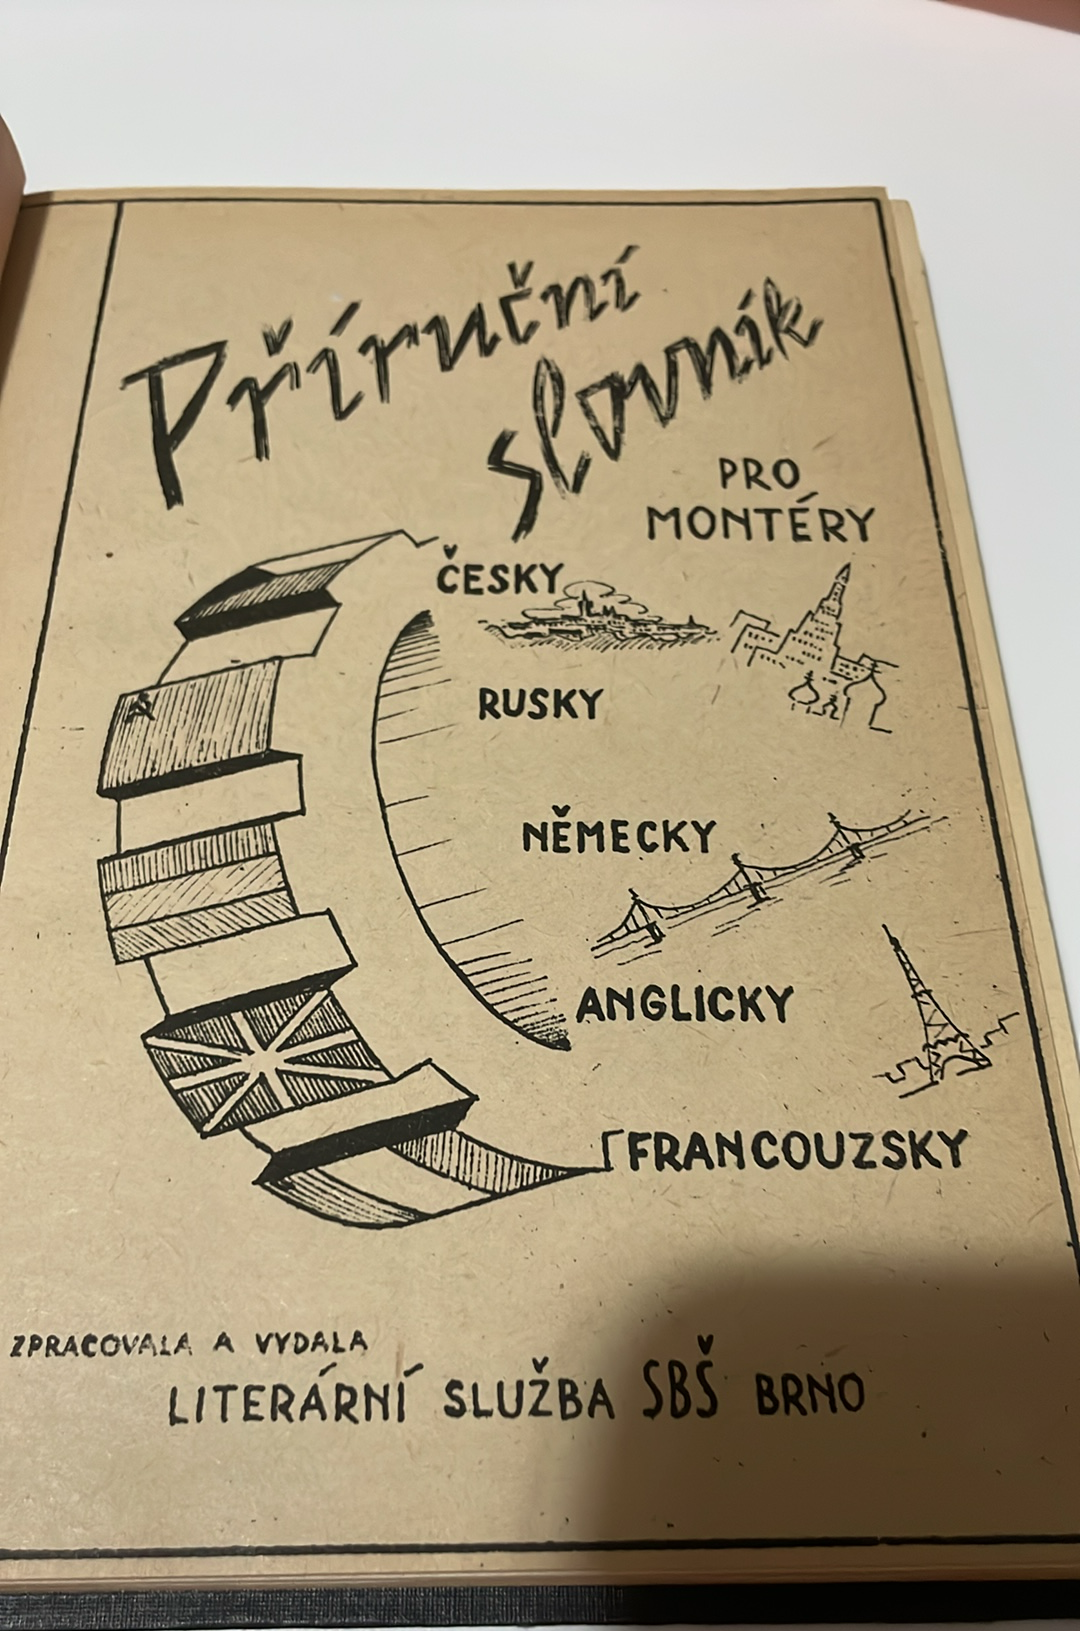 Příruční
slovník
PRO
MONTÉRY
ČESKY
RUSKY
NĚMECKY
ANGLICKY
FRANCOUZSKY
ZPRACOVALA A VYDALA
LITERÁRNÍ SLUŽBA SBŠ BRNO